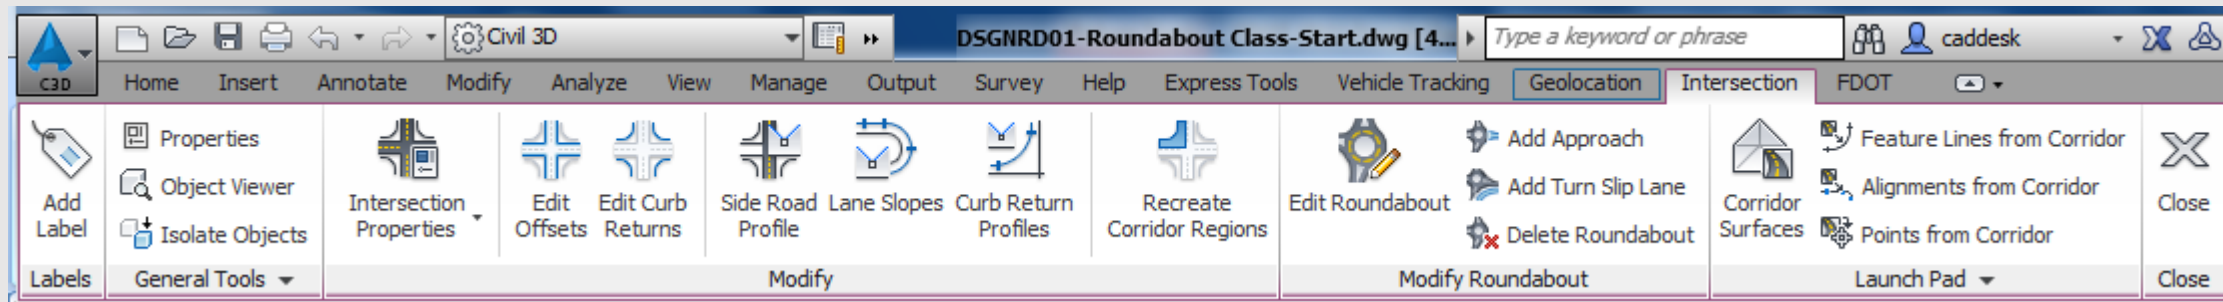 Civil 3D DSGNRD01-Roundabout Class-Start.dwg [4... Type a keyword or phrase caddesk
C3D Home Insert Annotate Modify Analyze View Manage Output Survey Help Express Tools Vehicle Tracking Geolocation Intersection FDOT
Add
Label
Properties
Object Viewer
Isolate Objects
Intersection
Properties
Edit
Offsets
Edit Curb
Returns
Side Road
Profile
Lane Slopes
Curb Return
Profiles
Recreate
Corridor Regions
Edit Roundabout
Add Approach
Add Turn Slip Lane
Delete Roundabout
Corridor
Surfaces
Feature Lines from Corridor
Alignments from Corridor
Points from Corridor
Close
Labels General Tools Modify Modify Roundabout Launch Pad Close